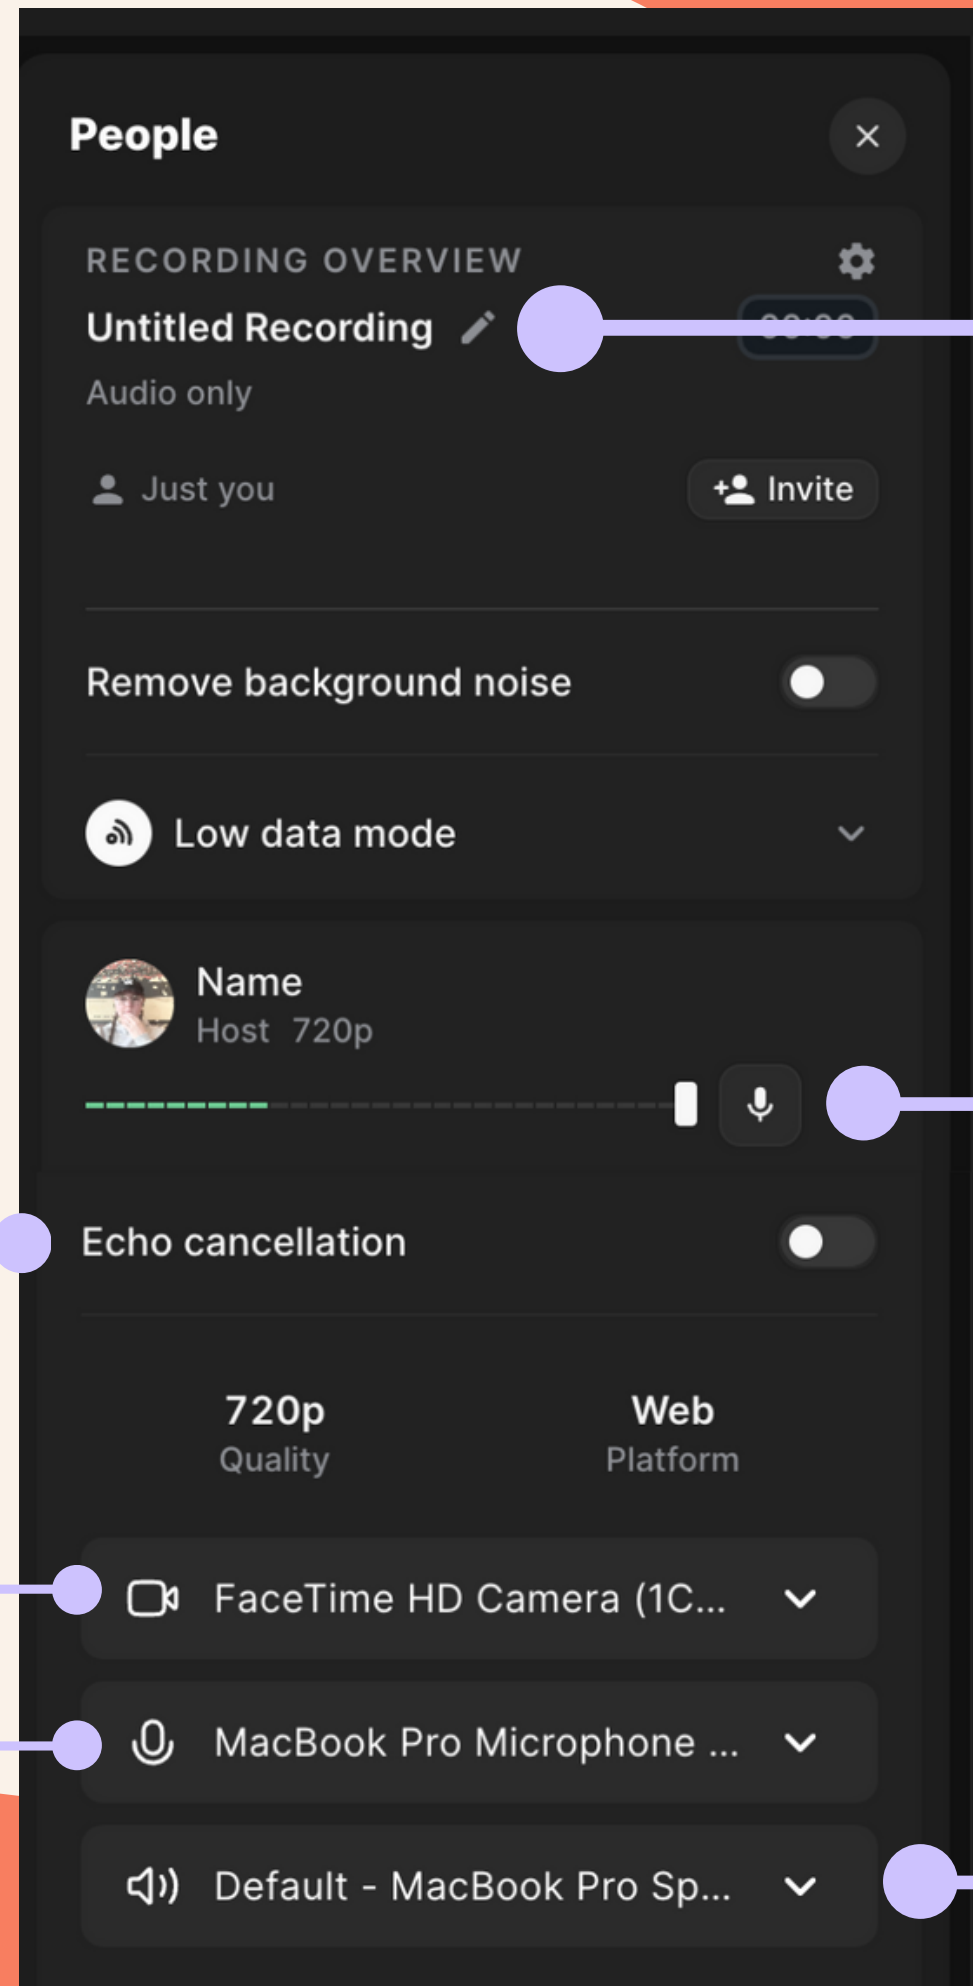 People
RECORDING OVERVIEW
Untitled Recording
Audio only
Just you
Invite
Remove background noise
Low data mode
Name
Host 720p
Echo cancellation
720p
Quality
Web
Platform
FaceTime HD Camera (1C...
MacBook Pro Microphone ...
Default - MacBook Pro Sp...